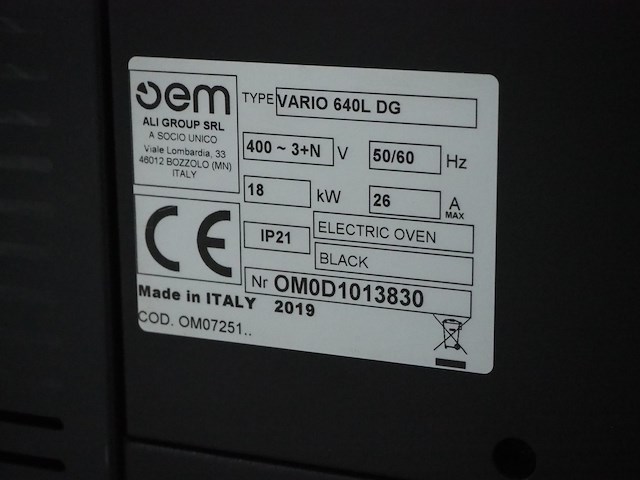 oem
ALI GROUP SRL
A SOCIO UNICO
Viale Lombardia, 33
46012 BOZZOLO (MN)
ITALY
TYPE VARIO 640L DG
400 ~ 3+N V 50/60 Hz
18 kW 26 A MAX
CE
IP21 ELECTRIC OVEN
BLACK
Nr OM0D1013830
Made in ITALY 2019
COD. OM07251..